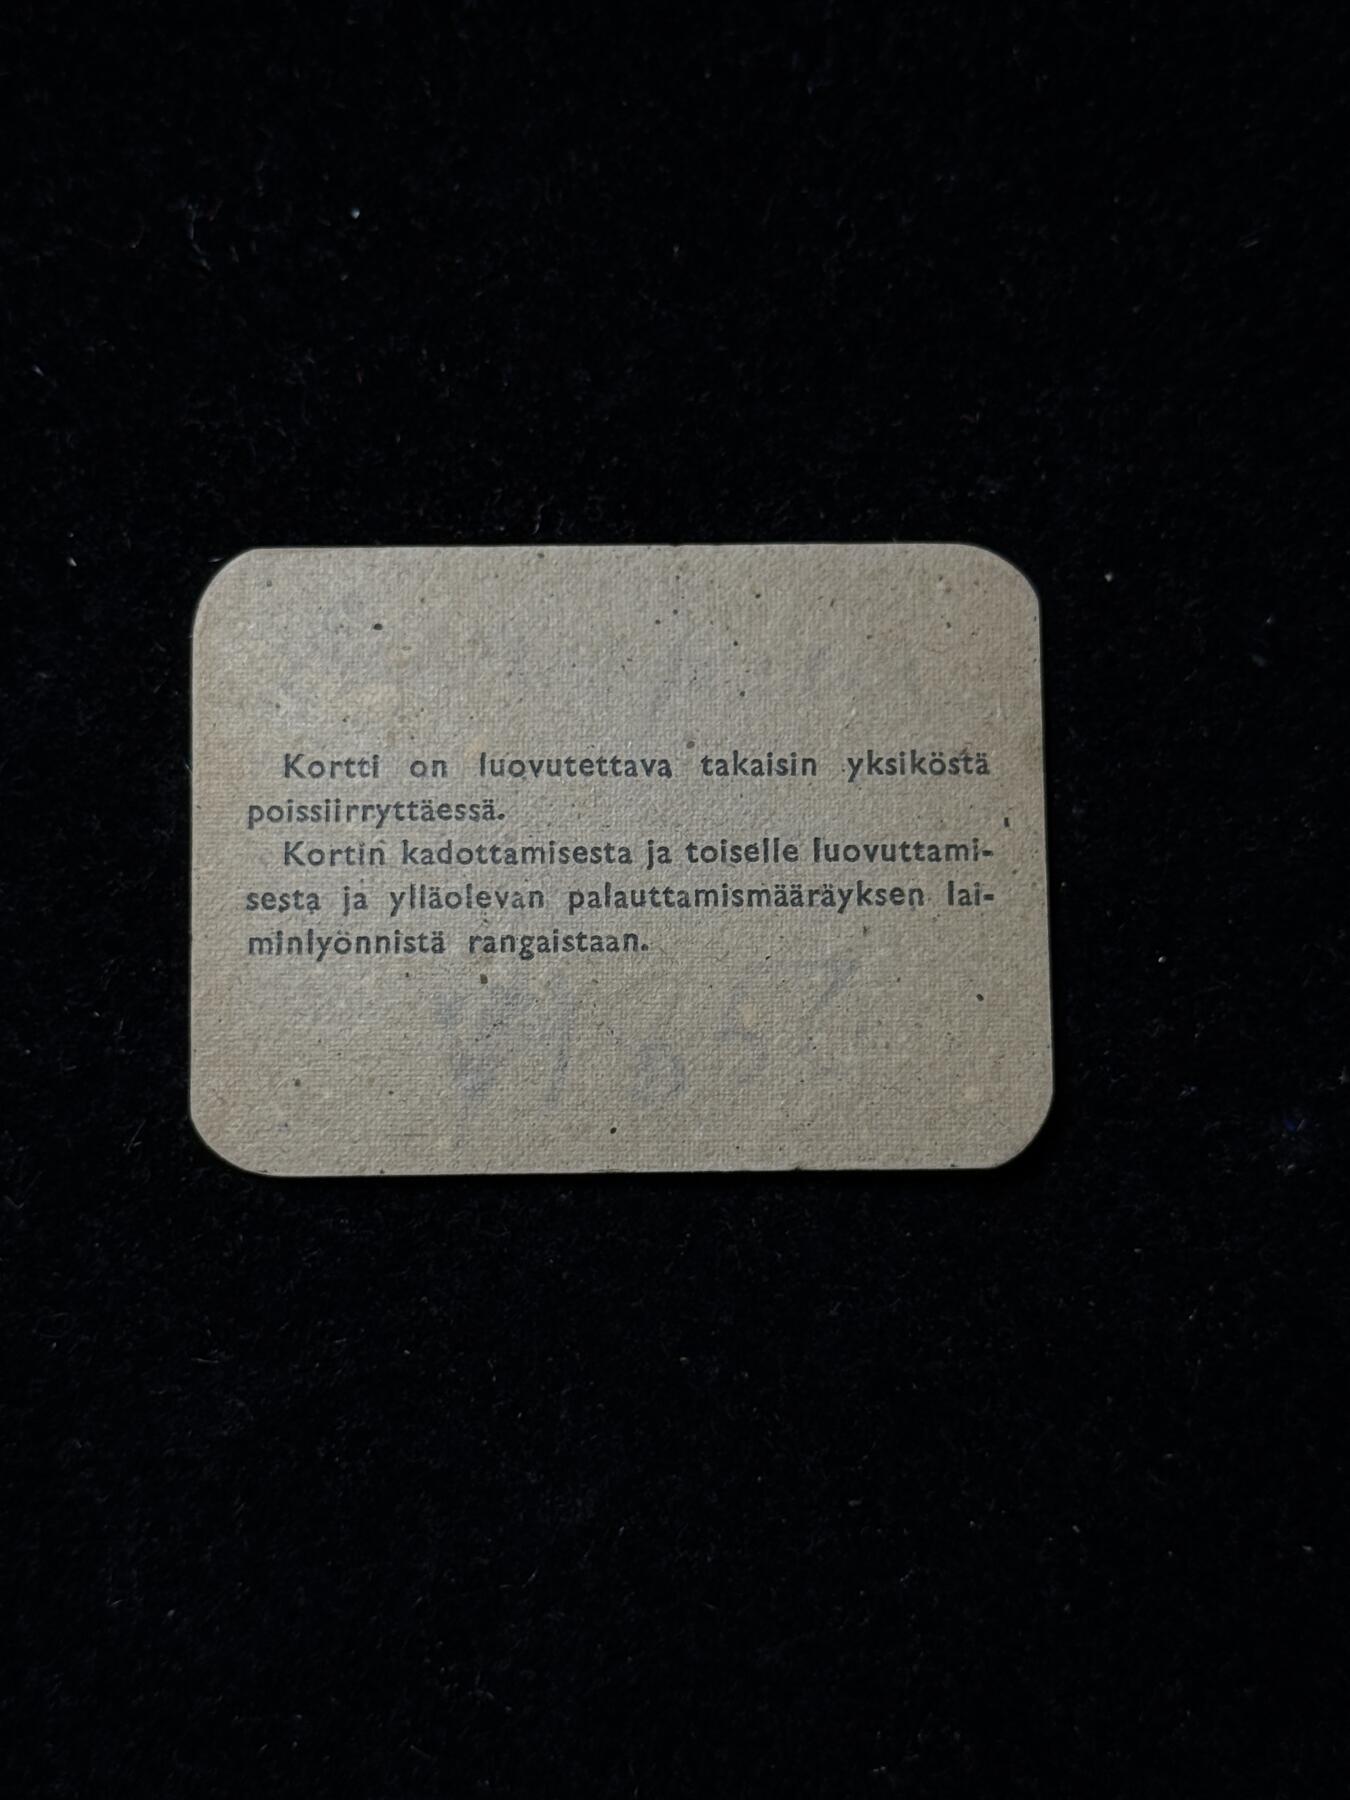 Kortti on luovutettava takaisin yksiköstä
poissiirryttäessä.
Kortin kadottamisesta ja toiselle luovuttami-
sesta ja ylläolevan palauttamismääräyksen lai-
minlyönnistä rangaistaan.